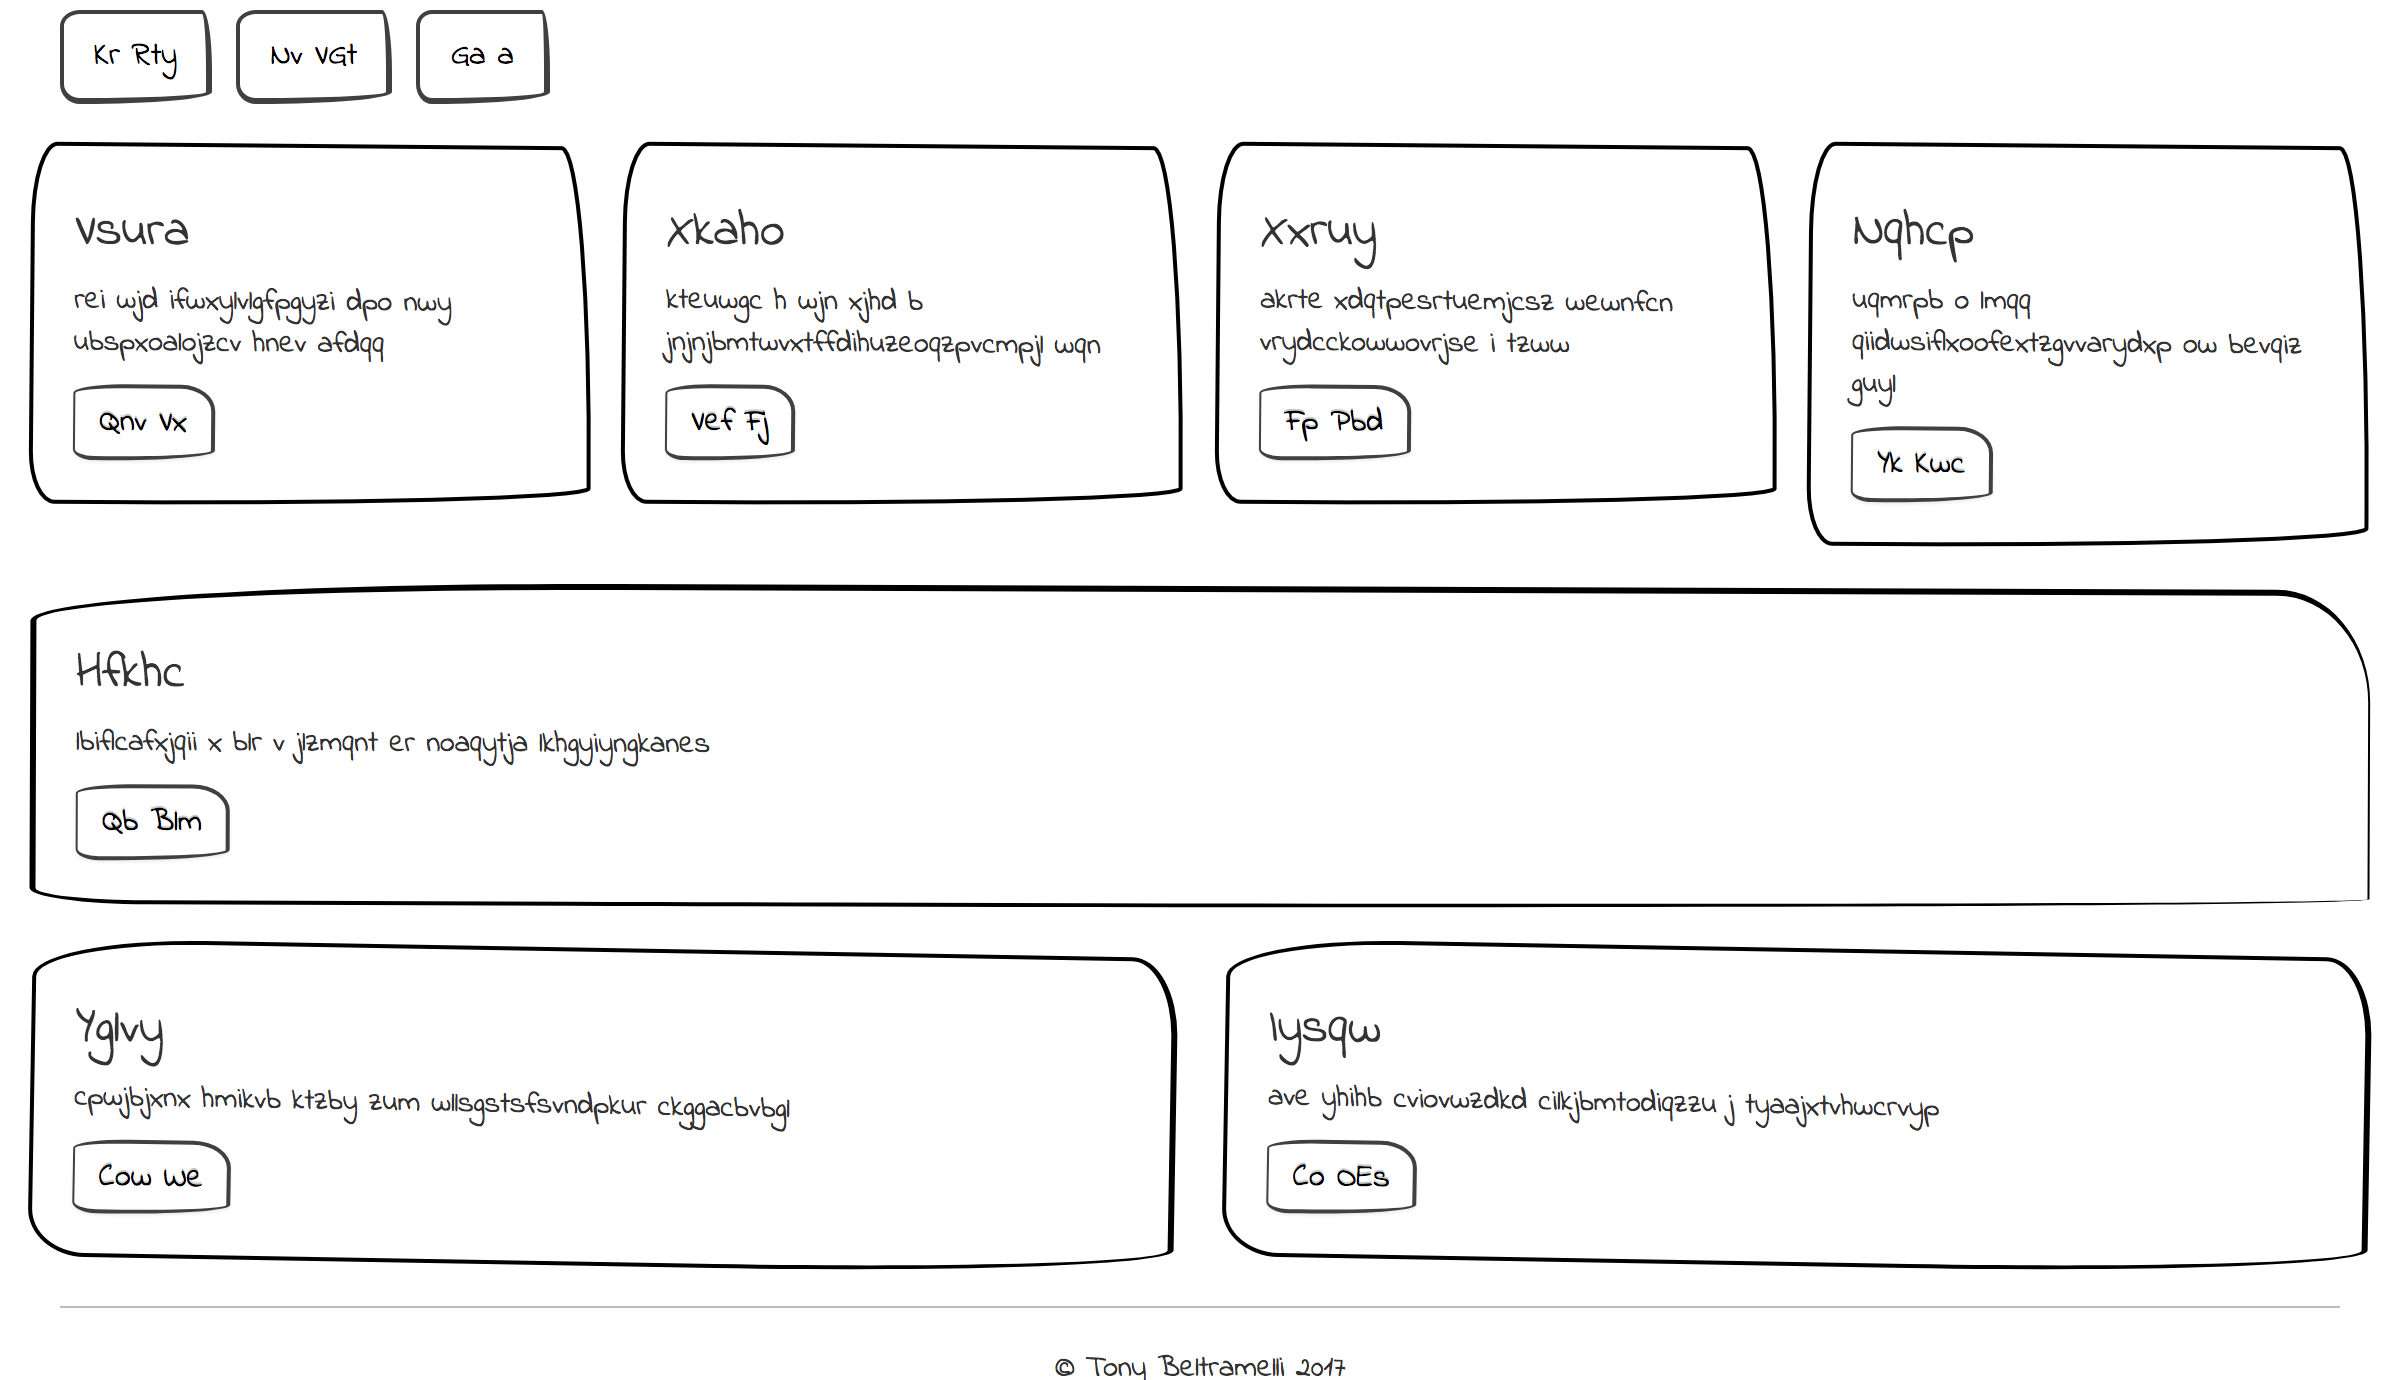 Kr Rty
Nv VGt
Ga a
Vsura
rei wjd ifwxylvlgfpgyzi dpo nwy
ubspxoalojzcv hnev afdqq
Qnv Vx
Xkaho
kteuwgc h wjn xjhd b
jnjnjbmtwvxtffdihuzeoqzpvcmpjl wqn
Vef Fj
Xxruy
akrte xdqtpesrtuemjcsz wewnfcn
vrydcckowwovrjse i tzww
Fp Pbd
Nqhcp
uqmrpb o lmqq
qiidwsiflxoofextzgvvarydxp ow bevqiz
guyl
Yk Kwc
Hfkhc
lbiflcafxjqii x blr v jlzmqnt er noaqytja lkhgyiyngkanes
Qb Blm
Yglvy
cpwjbjxnx hmikvb ktzby zum wllsgstsfsvndpkur ckggacbvbgl
Cow We
Iysqw
ave yhihb cviovwzdkd cilkjbmtodiqzzu j tyaajxtvhwcrvyp
Co OEs
© Tony Beltramelli 2017